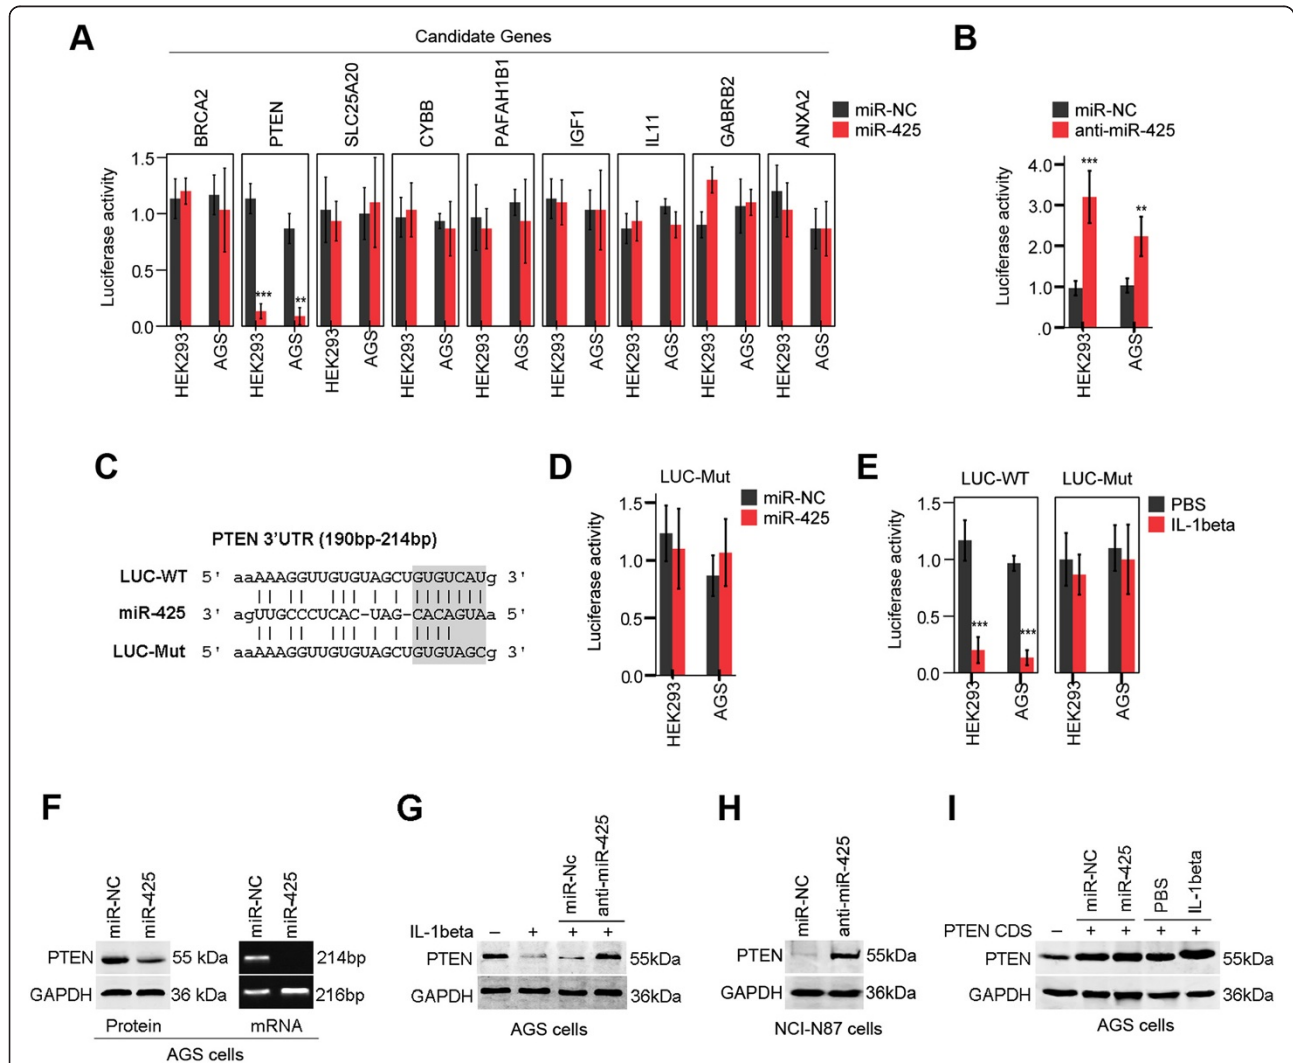 A
Candidate Genes
BRCA2
PTEN
SLC25A20
CYBB
PAFAH1B1
IGF1
IL11
GABRB2
ANXA2
miR-NC
miR-425
Luciferase activity
1.5
1.0
0.5
0.0
***
**
HEK293
AGS
HEK293
AGS
HEK293
AGS
HEK293
AGS
HEK293
AGS
HEK293
AGS
HEK293
AGS
HEK293
AGS
HEK293
AGS
B
miR-NC
anti-miR-425
Luciferase activity
4.0
3.0
2.0
1.0
.0
***
**
HEK293
AGS
C
PTEN 3'UTR (190bp-214bp)
LUC-WT 5' aaAAAGGUUGUGUAGCUGUGUCAUg 3'
miR-425 3' agUUGCCCUCAC-UAG-CACAGUAa 5'
LUC-Mut 5' aaAAAGGUUGUGUAGCUGUGUAGCg 3'
D
LUC-Mut
miR-NC
miR-425
Luciferase activity
1.5
1.0
0.5
0.0
HEK293
AGS
E
LUC-WT
LUC-Mut
PBS
IL-1beta
Luciferase activity
1.5
1.0
0.5
0.0
***
***
HEK293
AGS
HEK293
AGS
F
miR-NC
miR-425
miR-NC
miR-425
PTEN 55 kDa 214bp
GAPDH 36 kDa 216bp
Protein mRNA
AGS cells
G
miR-Nc
anti-miR-425
IL-1beta – + + +
PTEN 55kDa
GAPDH 36kDa
AGS cells
H
miR-NC
anti-miR-425
PTEN 55kDa
GAPDH 36kDa
NCI-N87 cells
I
miR-NC
miR-425
PBS
IL-1beta
PTEN CDS – + + + +
PTEN 55kDa
GAPDH 36kDa
AGS cells